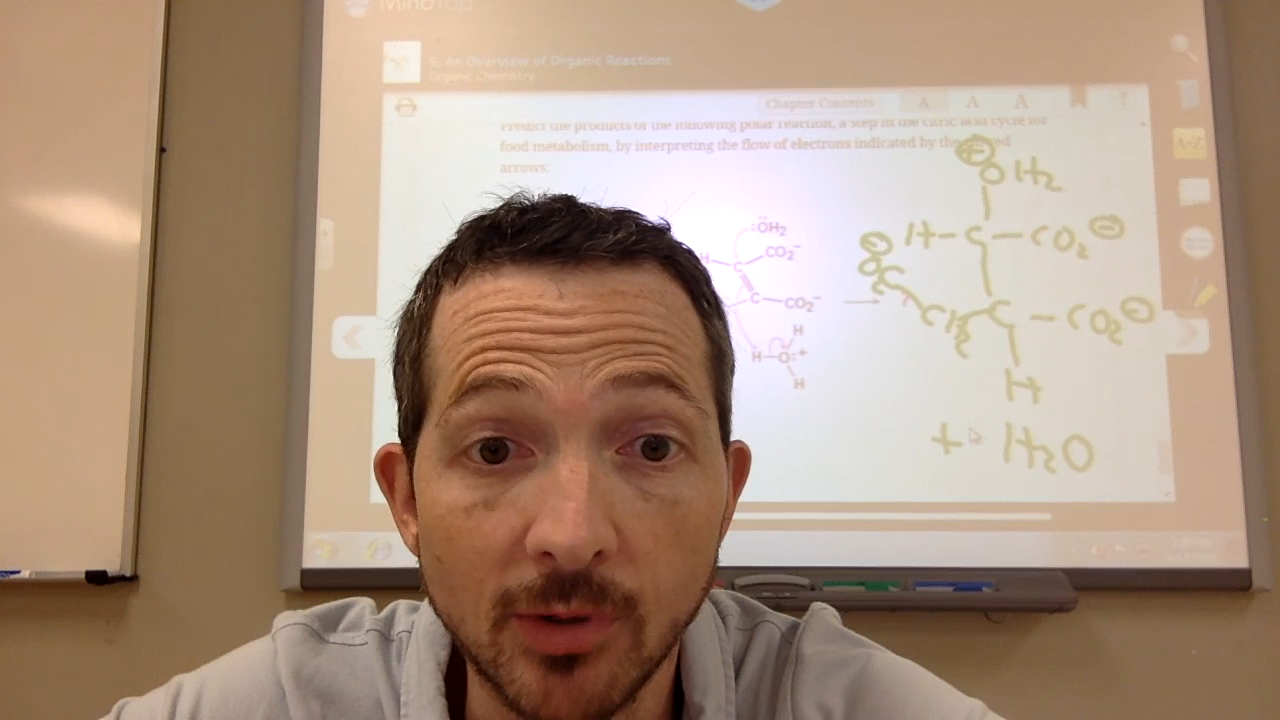 MindTap
6: An Overview of Organic Reactions
Organic Chemistry
Chapter Contents A A A ?
Predict the products of the following polar reaction, a step in the citric acid cycle for
food metabolism, by interpreting the flow of electrons indicated by the
arrows:
A-Z
:ÖH2
H C CO2⁻
C CO2⁻
H
H O:+
H
⊕
OH2
H-C-CO2⊖
⊖
O2C
CH2 C - CO2⊖
H
+ H2O